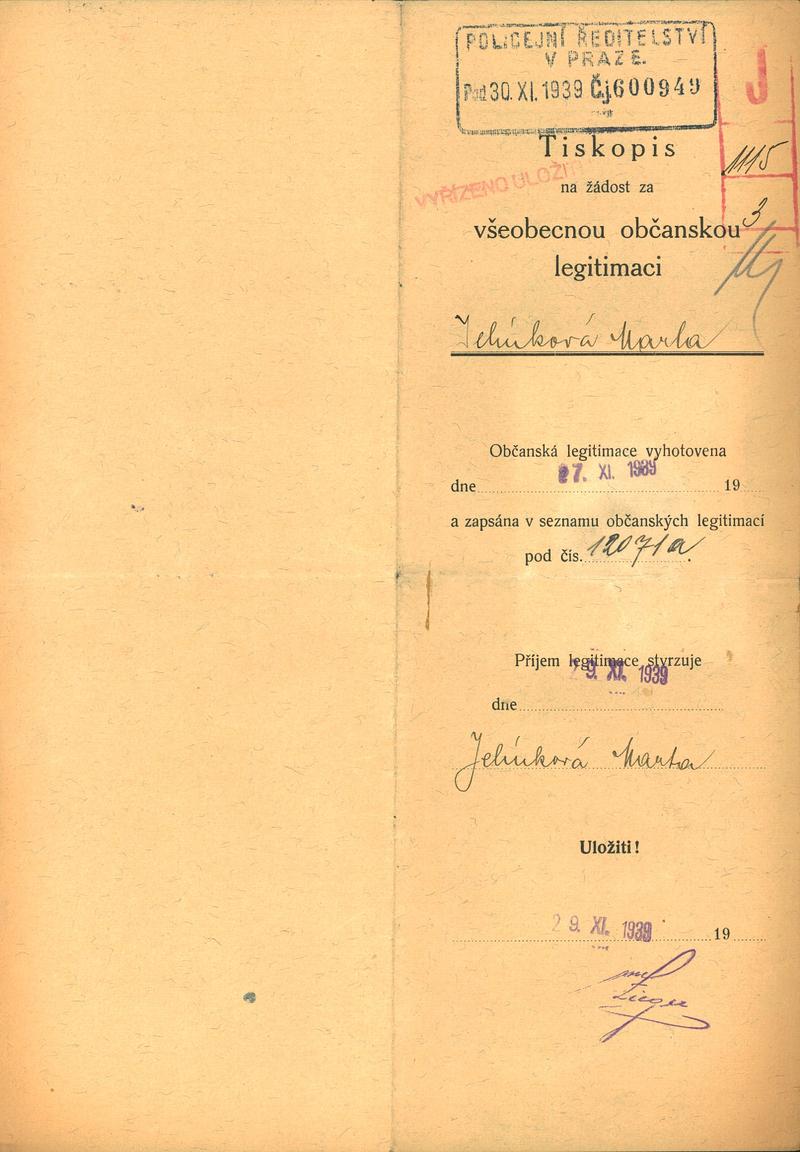 POLICEJNÍ ŘEDITELSTVÍ
V PRAZE.
Pod 30. XI. 1939 Čj. 600949
J
Tiskopis
1115
VYŘÍZENO ULOŽIT
na žádost za
3
všeobecnou občanskou
legitimaci
Jelínková Marta
Občanská legitimace vyhotovena
27. XI. 1939
dne 19
a zapsána v seznamu občanských legitimací
pod čís. 12071a.
Příjem legitimace stvrzuje
29. XI. 1939
dne
Jelínková Marta
Uložiti!
29. XI. 1939 19